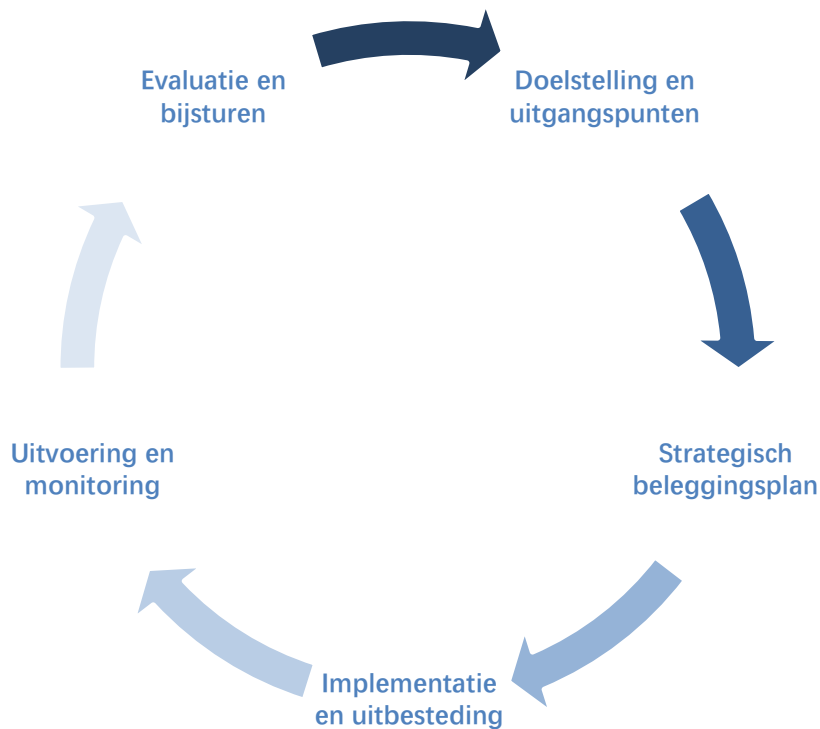 Evaluatie en
bijsturen
Doelstelling en
uitgangspunten
Uitvoering en
monitoring
Strategisch
beleggingsplan
Implementatie
en uitbesteding